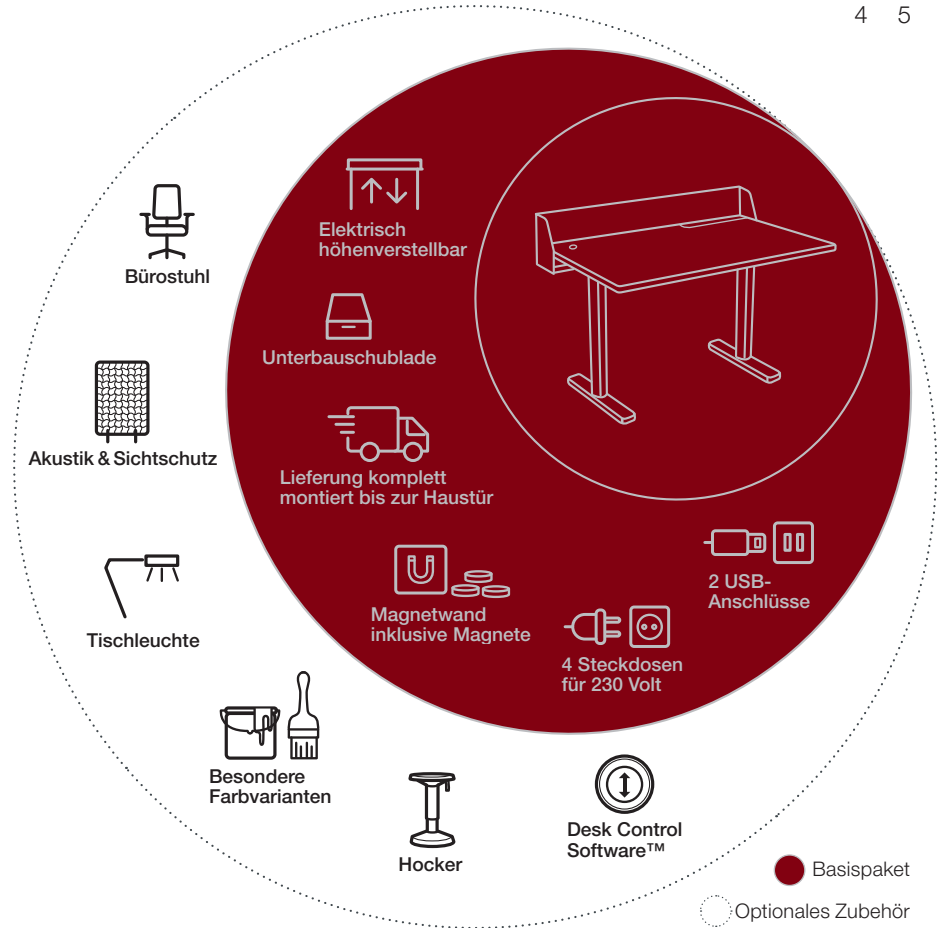 4 5
Elektrisch
höhenverstellbar
Bürostuhl
Unterbauschublade
Akustik & Sichtschutz
Lieferung komplett
montiert bis zur Haustür
2 USB-
Anschlüsse
Magnetwand
inklusive Magnete
Tischleuchte
4 Steckdosen
für 230 Volt
Besondere
Farbvarianten
Desk Control
Software™
Hocker
Basispaket
Optionales Zubehör